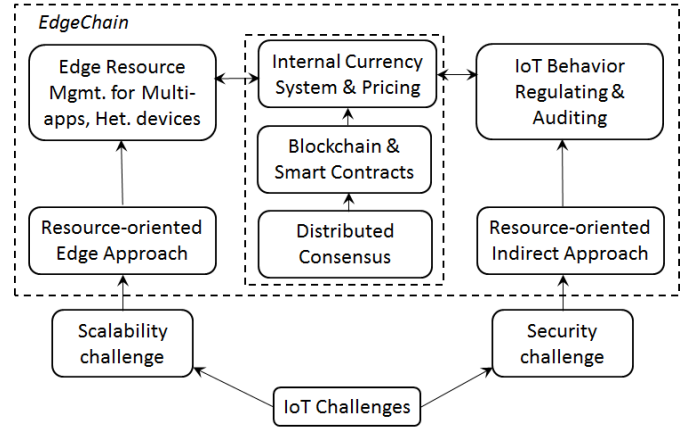 EdgeChain
Edge Resource
Mgmt. for Multi-
apps, Het. devices
Internal Currency
System & Pricing
IoT Behavior
Regulating &
Auditing
Blockchain &
Smart Contracts
Resource-oriented
Edge Approach
Distributed
Consensus
Resource-oriented
Indirect Approach
Scalability
challenge
Security
challenge
IoT Challenges